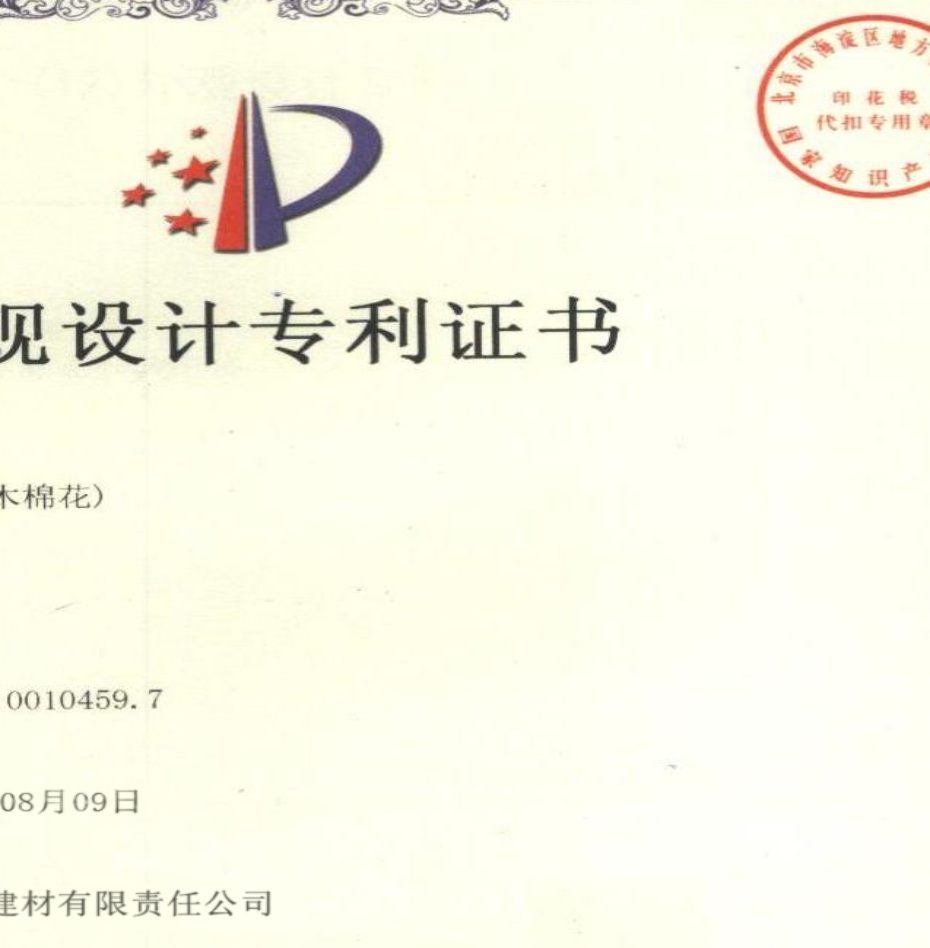 北京市海淀区地方
印花税
代扣专用章
国家知识产
观设计专利证书
木棉花)
0010459.7
08月09日
建材有限责任公司